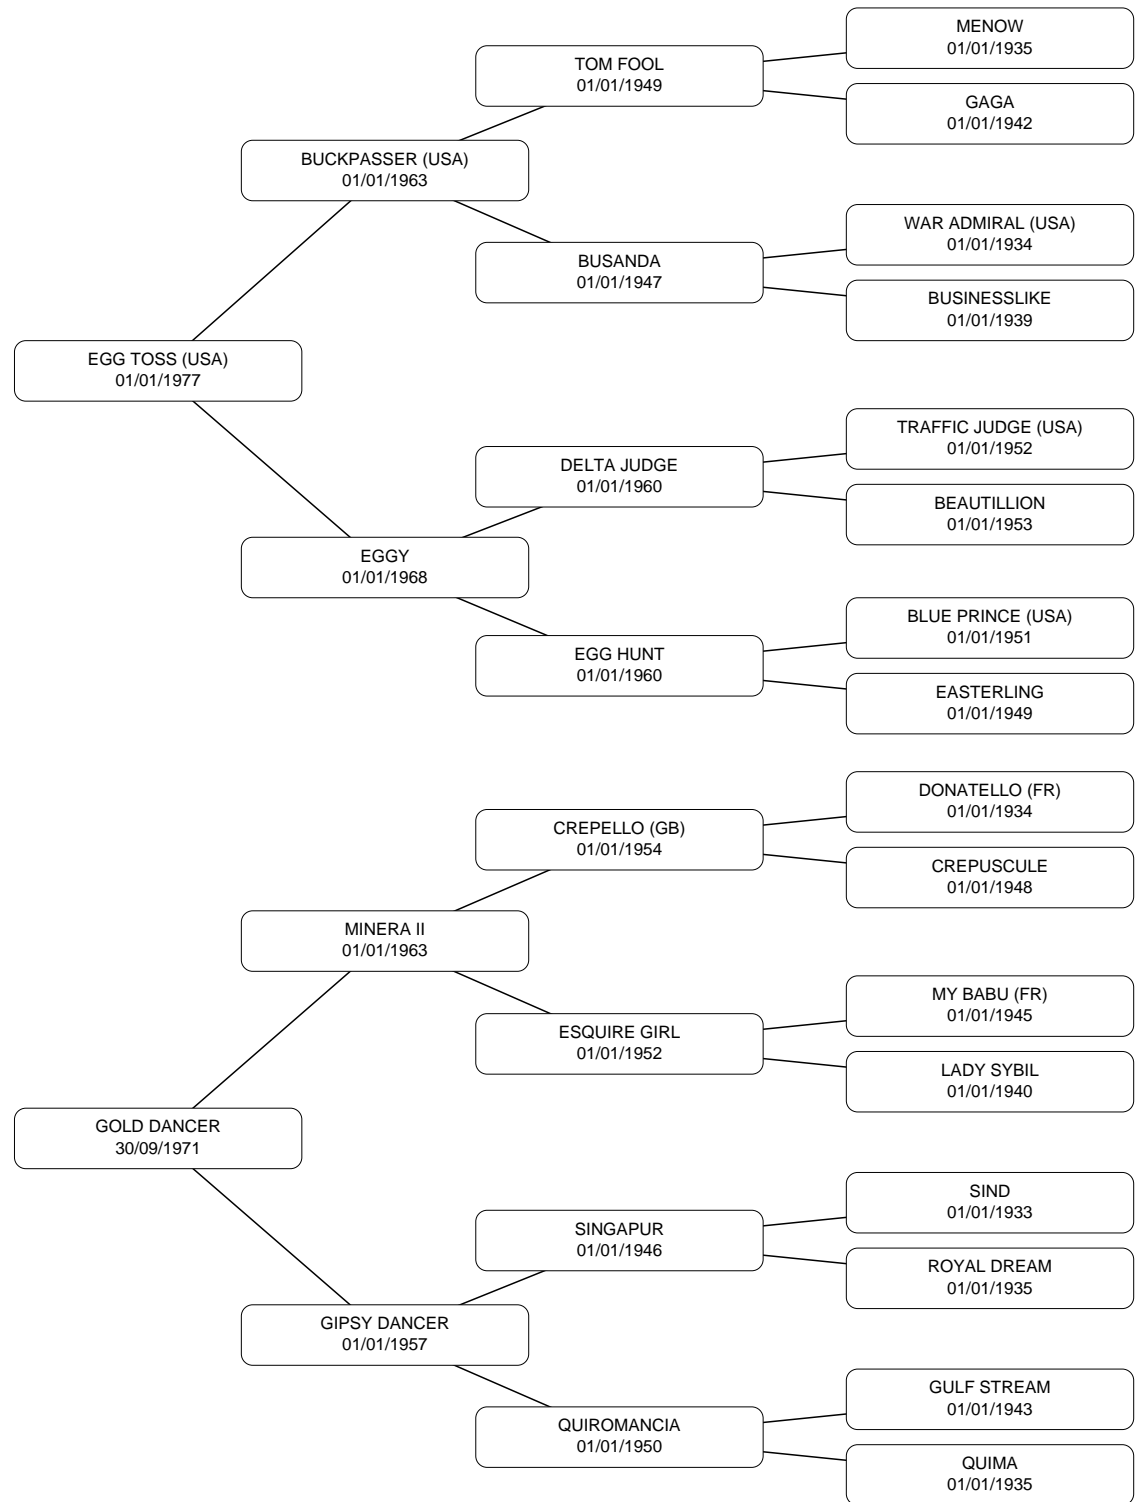 MENOW
01/01/1935
TOM FOOL
01/01/1949
GAGA
01/01/1942
BUCKPASSER (USA)
01/01/1963
WAR ADMIRAL (USA)
01/01/1934
BUSANDA
01/01/1947
BUSINESSLIKE
01/01/1939
EGG TOSS (USA)
01/01/1977
TRAFFIC JUDGE (USA)
01/01/1952
DELTA JUDGE
01/01/1960
BEAUTILLION
01/01/1953
EGGY
01/01/1968
BLUE PRINCE (USA)
01/01/1951
EGG HUNT
01/01/1960
EASTERLING
01/01/1949
DONATELLO (FR)
01/01/1934
CREPELLO (GB)
01/01/1954
CREPUSCULE
01/01/1948
MINERA II
01/01/1963
MY BABU (FR)
01/01/1945
ESQUIRE GIRL
01/01/1952
LADY SYBIL
01/01/1940
GOLD DANCER
30/09/1971
SIND
01/01/1933
SINGAPUR
01/01/1946
ROYAL DREAM
01/01/1935
GIPSY DANCER
01/01/1957
GULF STREAM
01/01/1943
QUIROMANCIA
01/01/1950
QUIMA
01/01/1935